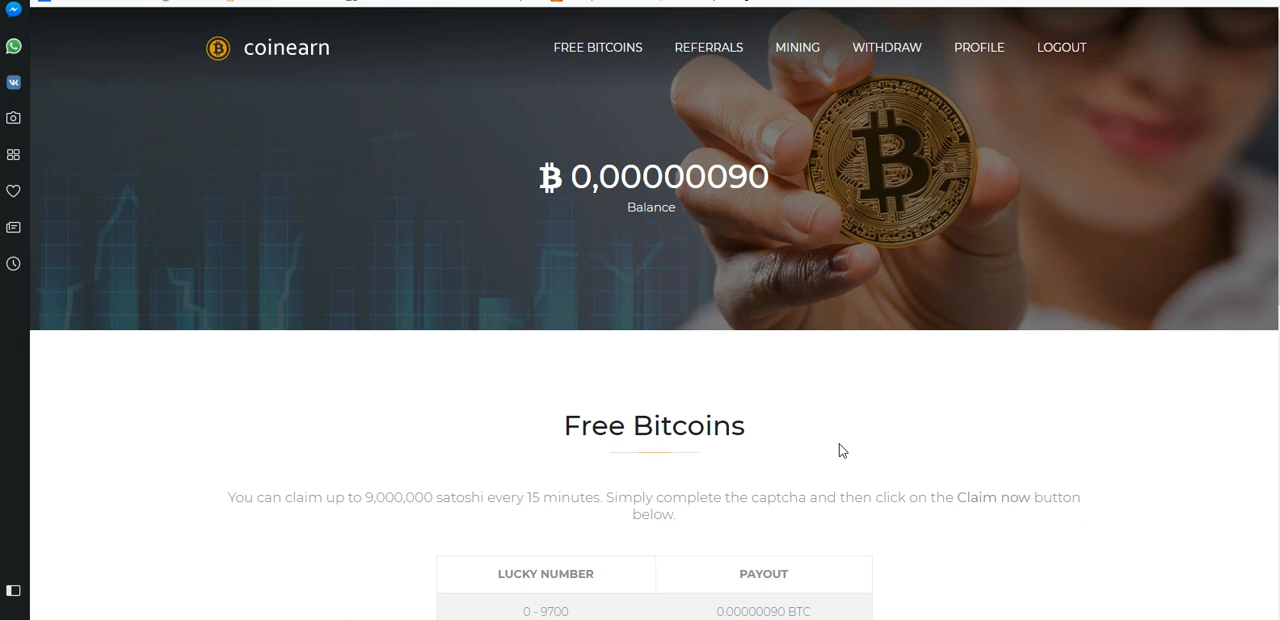 coinearn
FREE BITCOINS REFERRALS MINING WITHDRAW PROFILE LOGOUT
₿ 0,00000090
Balance
Free Bitcoins
You can claim up to 9,000,000 satoshi every 15 minutes. Simply complete the captcha and then click on the Claim now button
below.
LUCKY NUMBER PAYOUT
0 - 9700 0.00000090 BTC